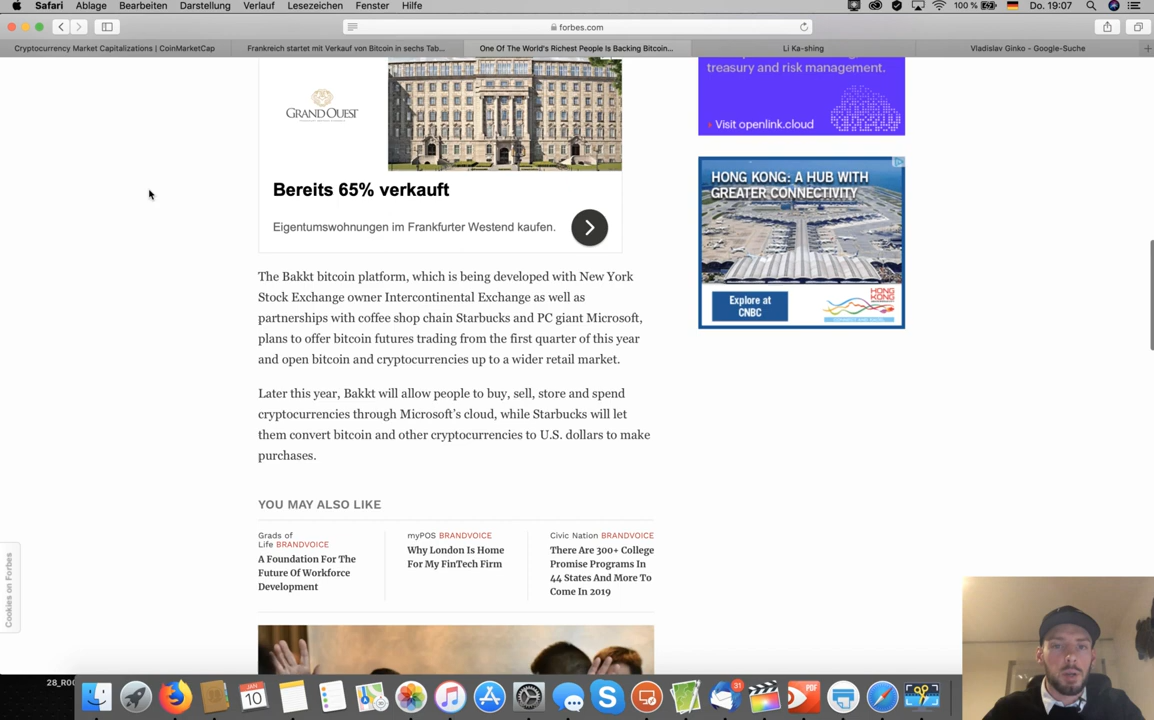 Safari Ablage Bearbeiten Darstellung Verlauf Lesezeichen Fenster Hilfe 100 % Do. 19:07
forbes.com
Cryptocurrency Market Capitalizations | CoinMarketCap Frankreich startet mit Verkauf von Bitcoin in sechs Tab... One Of The World's Richest People Is Backing Bitcoin... Li Ka-shing Vladislav Ginko - Google-Suche
treasury and risk management.
Visit openlink.cloud
GRAND OUEST
Bereits 65% verkauft
Eigentumswohnungen im Frankfurter Westend kaufen.
HONG KONG: A HUB WITH
GREATER CONNECTIVITY
Explore at
CNBC
HONG
KONG
The Bakkt bitcoin platform, which is being developed with New York
Stock Exchange owner Intercontinental Exchange as well as
partnerships with coffee shop chain Starbucks and PC giant Microsoft,
plans to offer bitcoin futures trading from the first quarter of this year
and open bitcoin and cryptocurrencies up to a wider retail market.
Later this year, Bakkt will allow people to buy, sell, store and spend
cryptocurrencies through Microsoft's cloud, while Starbucks will let
them convert bitcoin and other cryptocurrencies to U.S. dollars to make
purchases.
YOU MAY ALSO LIKE
Grads of
Life BRANDVOICE
A Foundation For The
Future Of Workforce
Development
myPOS BRANDVOICE
Why London Is Home
For My FinTech Firm
Civic Nation BRANDVOICE
There Are 300+ College
Promise Programs In
44 States And More To
Come In 2019
Cookies on Forbes
JAN
10
31
PDF